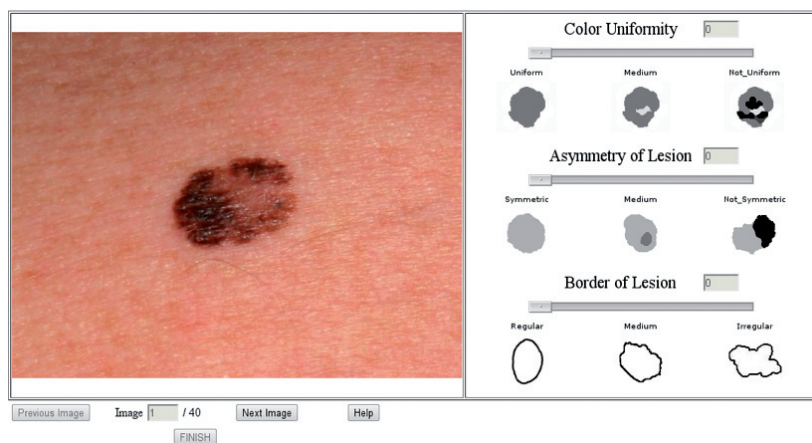 Color Uniformity 0
Uniform Medium Not_Uniform
Asymmetry of Lesion 0
Symmetric Medium Not_Symmetric
Border of Lesion 0
Regular Medium Irregular
Previous Image Image 1 / 40 Next Image Help
FINISH